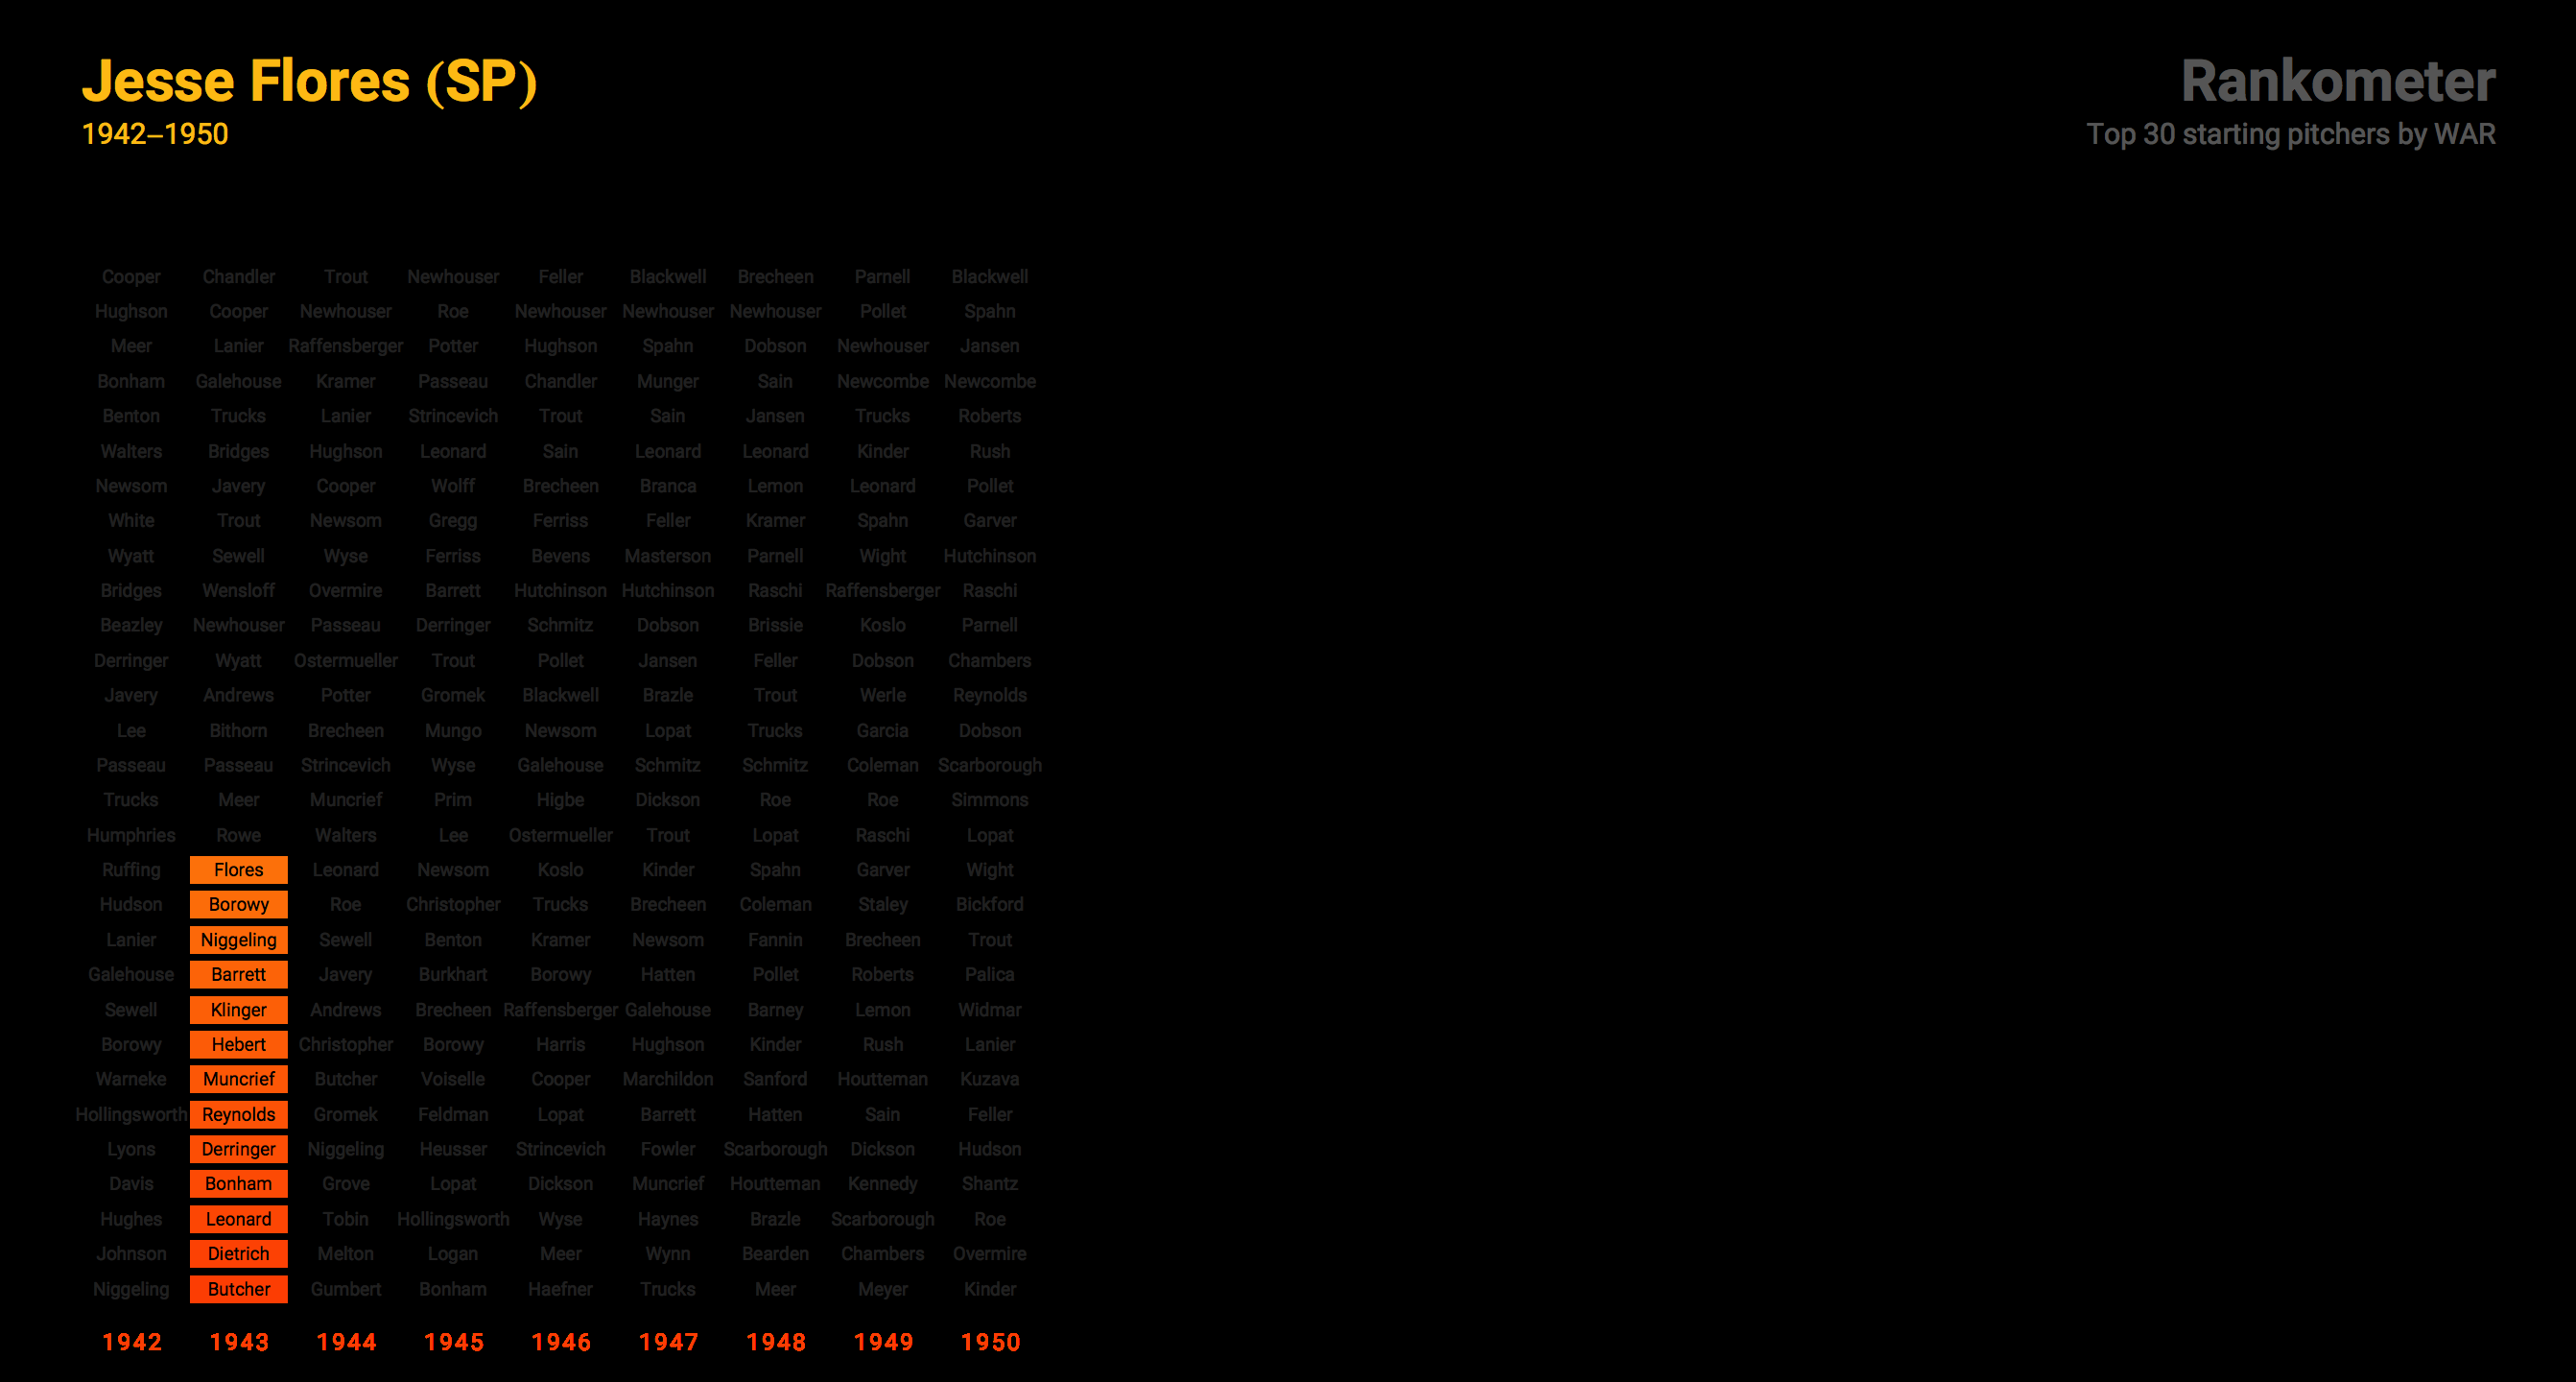 Jesse Flores (SP)
1942–1950
Rankometer
Top 30 starting pitchers by WAR
Cooper Chandler Trout Newhouser Feller Blackwell Brecheen Parnell Blackwell
Hughson Cooper Newhouser Roe Newhouser Newhouser Newhouser Pollet Spahn
Meer Lanier Raffensberger Potter Hughson Spahn Dobson Newhouser Jansen
Bonham Galehouse Kramer Passeau Chandler Munger Sain Newcombe Newcombe
Benton Trucks Lanier Strincevich Trout Sain Jansen Trucks Roberts
Walters Bridges Hughson Leonard Sain Leonard Leonard Kinder Rush
Newsom Javery Cooper Wolff Brecheen Branca Lemon Leonard Pollet
White Trout Newsom Gregg Ferriss Feller Kramer Spahn Garver
Wyatt Sewell Wyse Ferriss Bevens Masterson Parnell Wight Hutchinson
Bridges Wensloff Overmire Barrett Hutchinson Hutchinson Raschi Raffensberger Raschi
Beazley Newhouser Passeau Derringer Schmitz Dobson Brissie Koslo Parnell
Derringer Wyatt Ostermueller Trout Pollet Jansen Feller Dobson Chambers
Javery Andrews Potter Gromek Blackwell Brazle Trout Werle Reynolds
Lee Bithorn Brecheen Mungo Newsom Lopat Trucks Garcia Dobson
Passeau Passeau Strincevich Wyse Galehouse Schmitz Schmitz Coleman Scarborough
Trucks Meer Muncrief Prim Higbe Dickson Roe Roe Simmons
Humphries Rowe Walters Lee Ostermueller Trout Lopat Raschi Lopat
Ruffing Flores Leonard Newsom Koslo Kinder Spahn Garver Wight
Hudson Borowy Roe Christopher Trucks Brecheen Coleman Staley Bickford
Lanier Niggeling Sewell Benton Kramer Newsom Fannin Brecheen Trout
Galehouse Barrett Javery Burkhart Borowy Hatten Pollet Roberts Palica
Sewell Klinger Andrews Brecheen Raffensberger Galehouse Barney Lemon Widmar
Borowy Hebert Christopher Borowy Harris Hughson Kinder Rush Lanier
Warneke Muncrief Butcher Voiselle Cooper Marchildon Sanford Houtteman Kuzava
Hollingsworth Reynolds Gromek Feldman Lopat Barrett Hatten Sain Feller
Lyons Derringer Niggeling Heusser Strincevich Fowler Scarborough Dickson Hudson
Davis Bonham Grove Lopat Dickson Muncrief Houtteman Kennedy Shantz
Hughes Leonard Tobin Hollingsworth Wyse Haynes Brazle Scarborough Roe
Johnson Dietrich Melton Logan Meer Wynn Bearden Chambers Overmire
Niggeling Butcher Gumbert Bonham Haefner Trucks Meer Meyer Kinder
1942 1943 1944 1945 1946 1947 1948 1949 1950